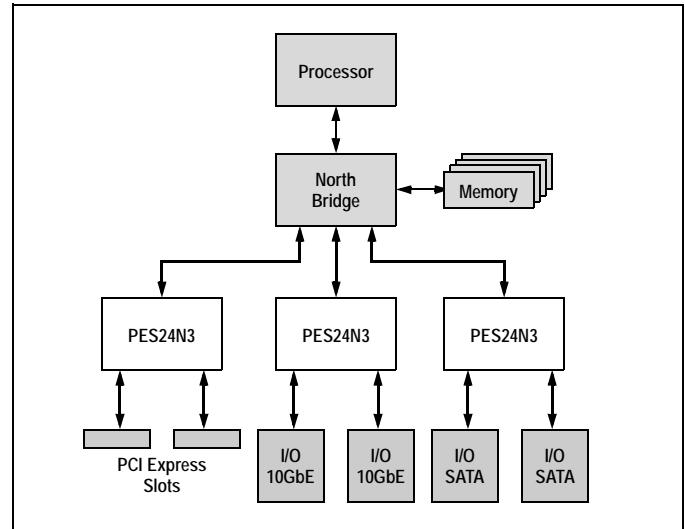 Processor
North
Bridge
Memory
PES24N3
PES24N3
PES24N3
PCI Express
Slots
I/O
10GbE
I/O
10GbE
I/O
SATA
I/O
SATA